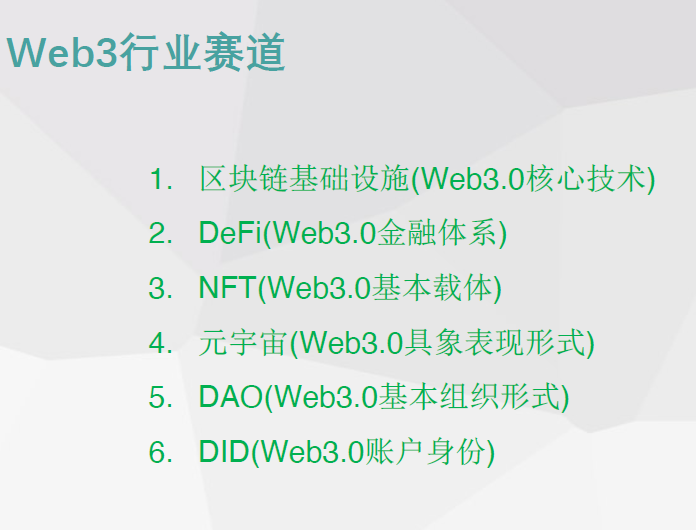 Web3行业赛道
1. 区块链基础设施(Web3.0核心技术)
2. DeFi(Web3.0金融体系)
3. NFT(Web3.0基本载体)
4. 元宇宙(Web3.0具象表现形式)
5. DAO(Web3.0基本组织形式)
6. DID(Web3.0账户身份)